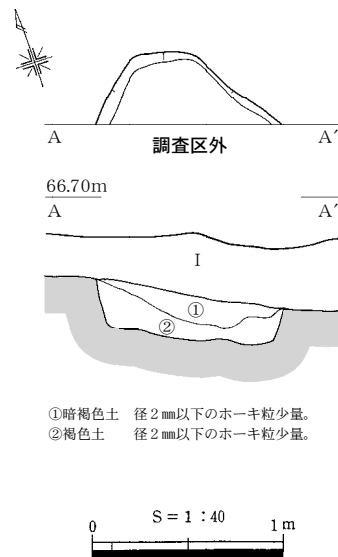 A A′
調査区外
66.70m
A A′
I
①
②
①暗褐色土 径2㎜以下のホーキ粒少量。
②褐色土 径2㎜以下のホーキ粒少量。
S = 1 : 40
0 1 m